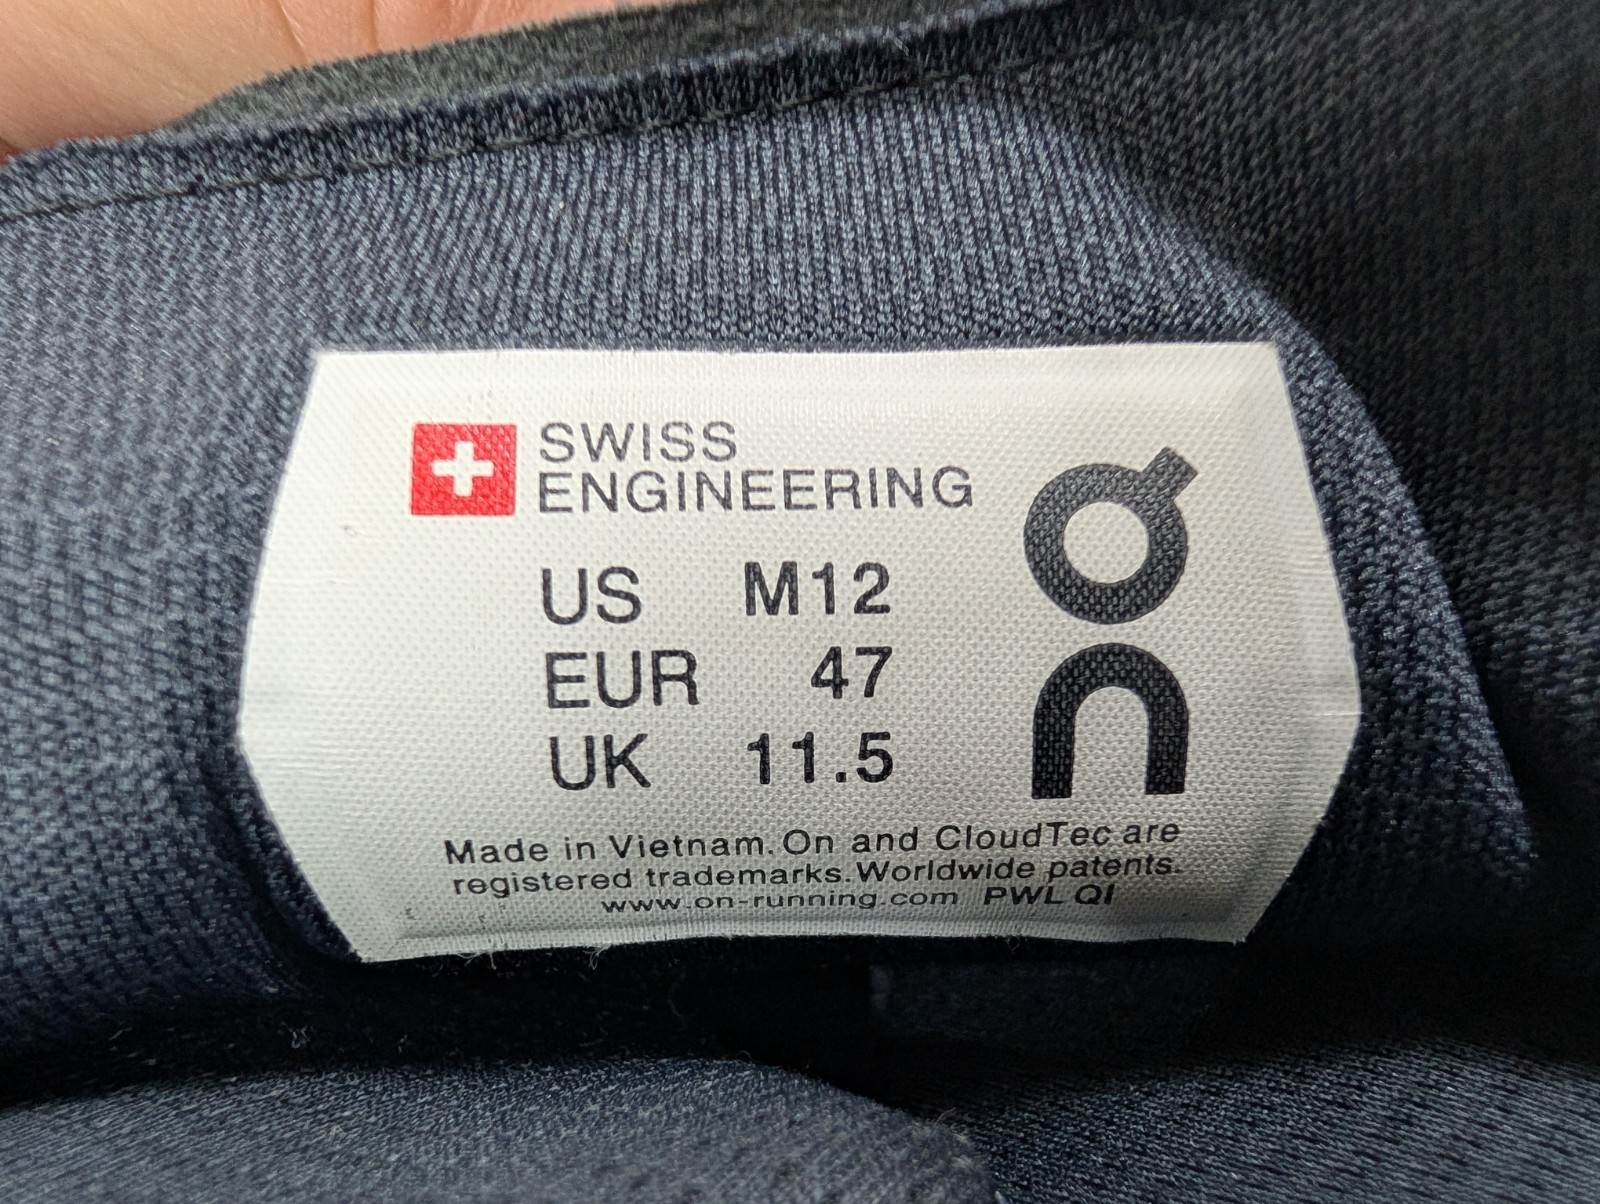 SWISS
ENGINEERING
US M12
EUR 47
UK 11.5
Made in Vietnam. On and CloudTec are
registered trademarks. Worldwide patents.
www.on-running.com PWL QI
On